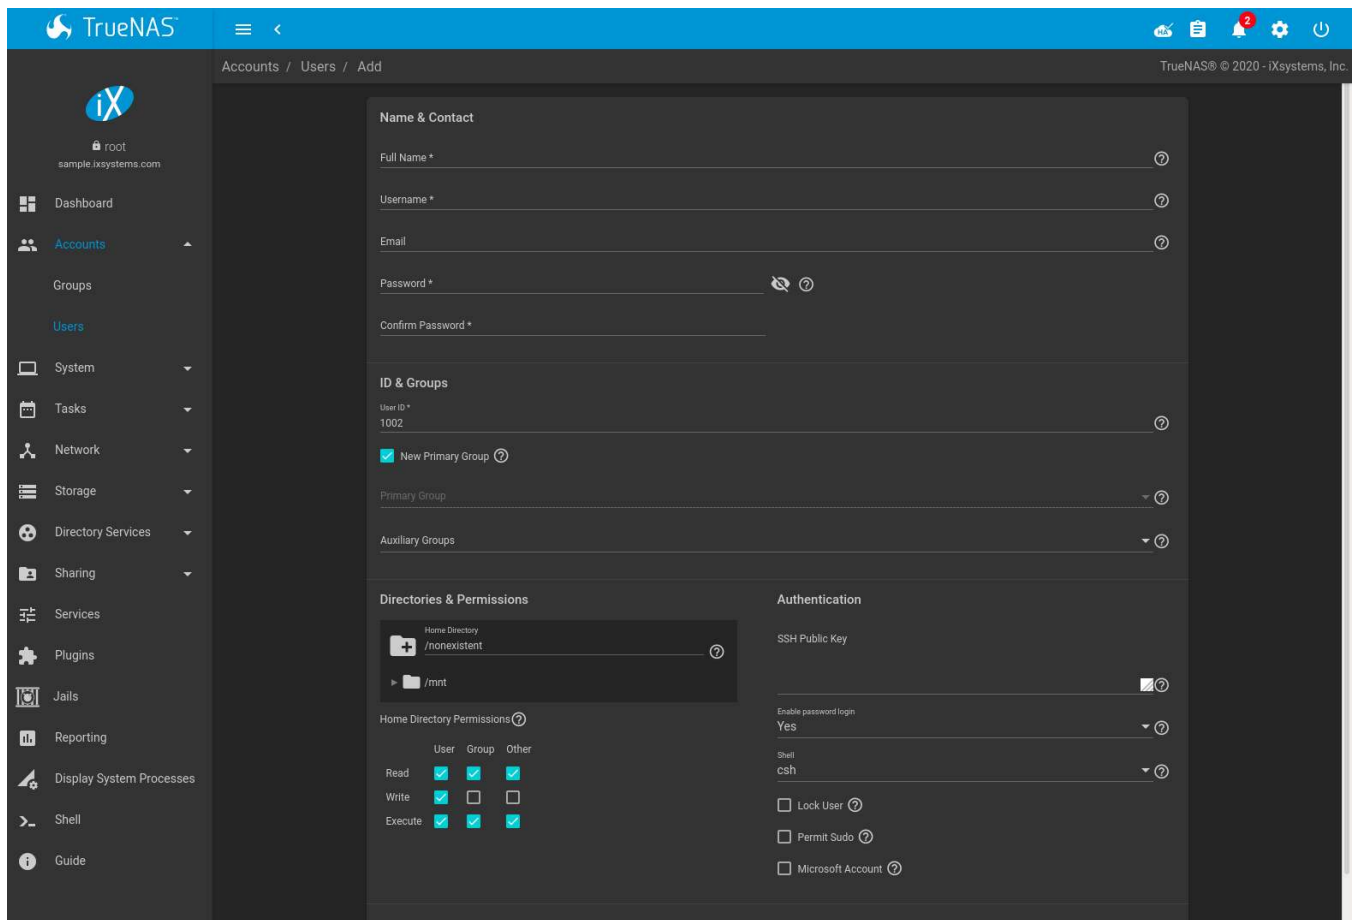 TrueNAS
HA
2
Accounts / Users / Add
TrueNAS® © 2020 - iXsystems, Inc.
iX
root
sample.ixsystems.com
Dashboard
Accounts
Groups
Users
System
Tasks
Network
Storage
Directory Services
Sharing
Services
Plugins
Jails
Reporting
Display System Processes
Shell
Guide
Name & Contact
Full Name *
Username *
Email
Password *
Confirm Password *
ID & Groups
User ID *
1002
New Primary Group
Primary Group
Auxiliary Groups
Directories & Permissions
Home Directory
/nonexistent
/mnt
Home Directory Permissions
User Group Other
Read
Write
Execute
Authentication
SSH Public Key
Enable password login
Yes
Shell
csh
Lock User
Permit Sudo
Microsoft Account